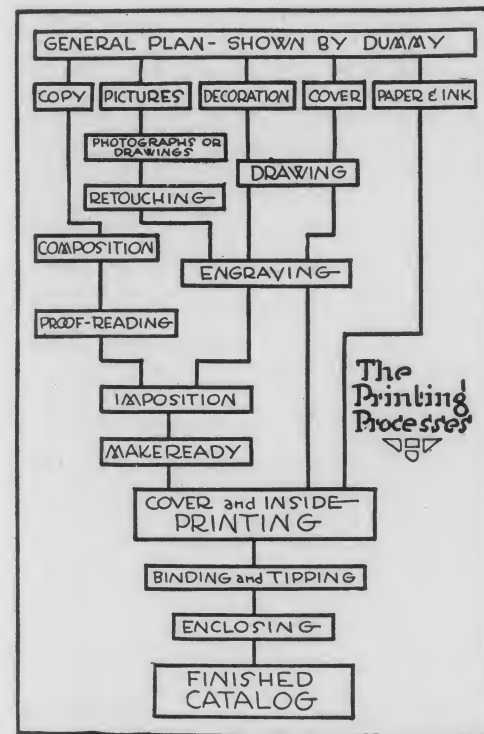 GENERAL PLAN - SHOWN BY DUMMY
COPY
PICTURES
DECORATION
COVER
PAPER & INK
PHOTOGRAPHS OR
DRAWINGS
DRAWING
RETOUCHING
COMPOSITION
ENGRAVING
PROOF-READING
The
Printing
Processes
IMPOSITION
MAKEREADY
COVER and INSIDE
PRINTING
BINDING and TIPPING
ENCLOSING
FINISHED
CATALOG